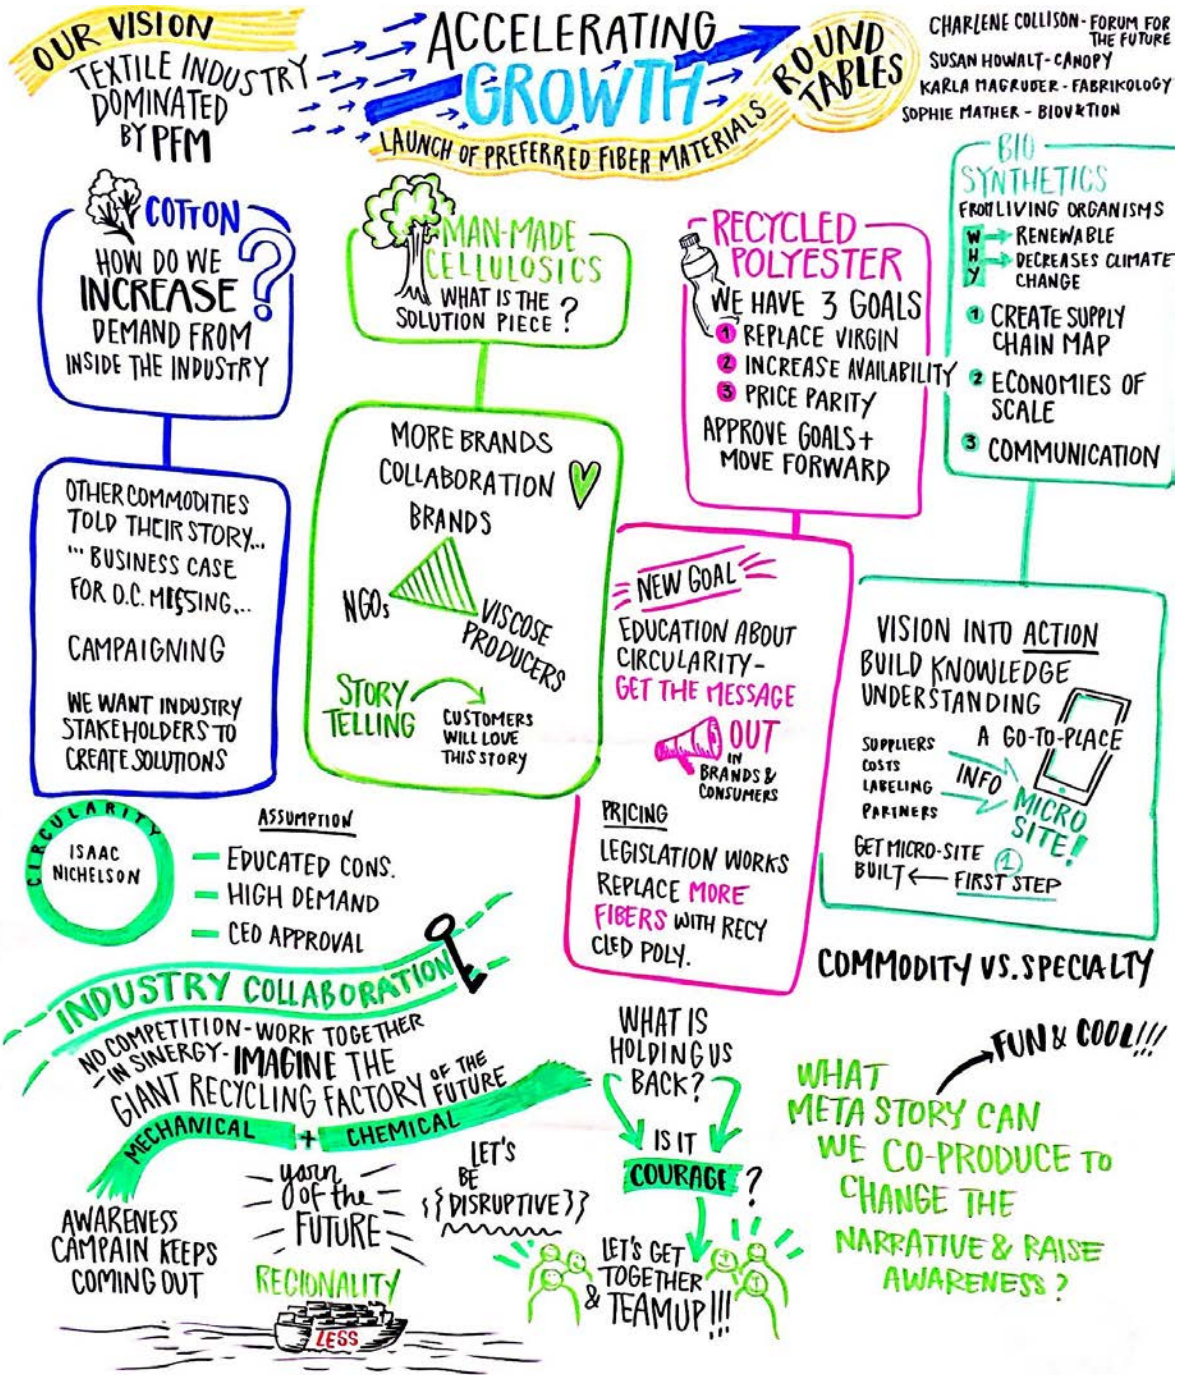 OUR VISION
TEXTILE INDUSTRY
DOMINATED
BY PFM
ACCELERATING
GROWTH
LAUNCH OF PREFERRED FIBER MATERIALS
ROUND
TABLES
CHARLENE COLLISON - FORUM FOR
THE FUTURE
SUSAN HOWALT - CANOPY
KARLA MAGRUDER - FABRIKOLOGY
SOPHIE MATHER - BIOV&TION
COTTON
HOW DO WE
INCREASE
DEMAND FROM
INSIDE THE INDUSTRY
?
OTHER COMMODITIES
TOLD THEIR STORY...
... BUSINESS CASE
FOR O.C. MISSING...
CAMPAIGNING
WE WANT INDUSTRY
STAKEHOLDERS TO
CREATE SOLUTIONS
MAN-MADE
CELLULOSICS
WHAT IS THE
SOLUTION PIECE ?
MORE BRANDS
COLLABORATION
BRANDS
NGOs
VISCOSE
PRODUCERS
STORY
TELLING
CUSTOMERS
WILL LOVE
THIS STORY
RECYCLED
POLYESTER
WE HAVE 3 GOALS
1 REPLACE VIRGIN
2 INCREASE AVAILABILITY
3 PRICE PARITY
APPROVE GOALS +
MOVE FORWARD
NEW GOAL
EDUCATION ABOUT
CIRCULARITY -
GET THE MESSAGE
OUT
IN
BRANDS &
CONSUMERS
PRICING
LEGISLATION WORKS
REPLACE MORE
FIBERS WITH RECY
CLED POLY.
BIO
SYNTHETICS
FROM LIVING ORGANISMS
WHY
RENEWABLE
DECREASES CLIMATE
CHANGE
1 CREATE SUPPLY
CHAIN MAP
2 ECONOMIES OF
SCALE
3 COMMUNICATION
VISION INTO ACTION
BUILD KNOWLEDGE
UNDERSTANDING
A GO-TO-PLACE
SUPPLIERS
COSTS
LABELING
PARTNERS
INFO
MICRO
SITE!
GET MICRO-SITE
BUILT
1
FIRST STEP
COMMODITY VS. SPECIALTY
CIRCULARITY
ISAAC
NICHELSON
ASSUMPTION
- EDUCATED CONS.
- HIGH DEMAND
- CEO APPROVAL
INDUSTRY COLLABORATION
NO COMPETITION - WORK TOGETHER
- IN SINERGY - IMAGINE THE
GIANT RECYCLING FACTORY OF THE
FUTURE
MECHANICAL + CHEMICAL
AWARENESS
CAMPAIN KEEPS
COMING OUT
yarn
of the
FUTURE
REGIONALITY
LESS
LET'S
BE
{{DISRUPTIVE}}
WHAT IS
HOLDING US
BACK?
IS IT
COURAGE ?
LET'S GET
TOGETHER
& TEAM UP!!!
FUN & COOL!!!
WHAT
META STORY CAN
WE CO-PRODUCE TO
CHANGE THE
NARRATIVE & RAISE
AWARENESS?